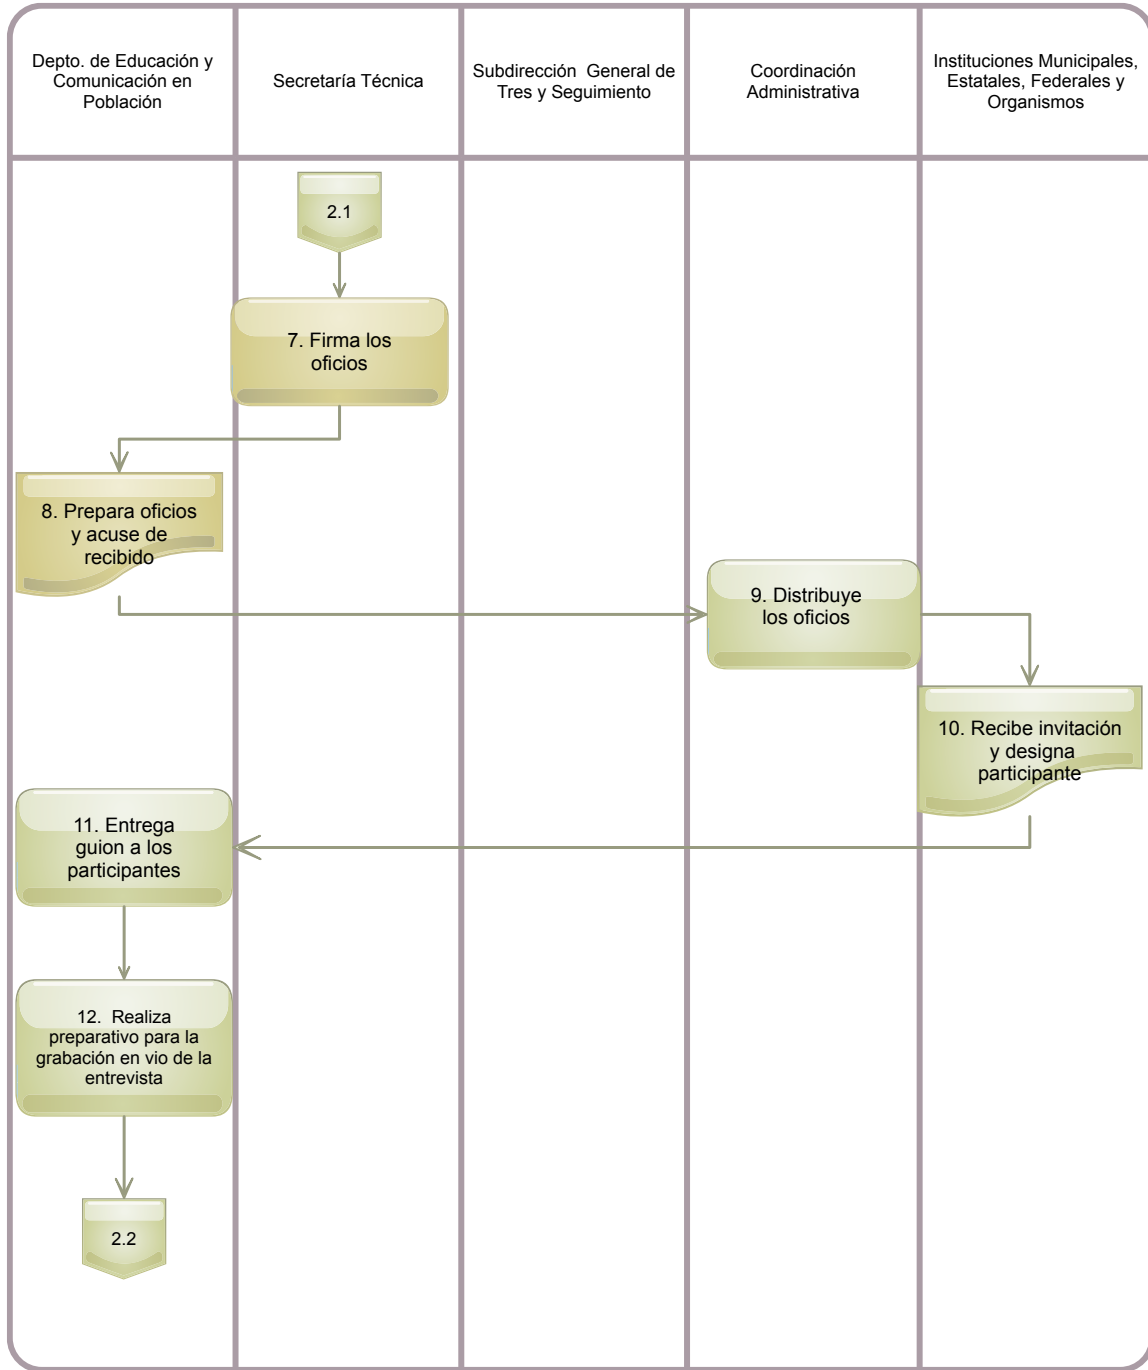 Depto. de Educación y
Comunicación en
Población
Secretaría Técnica
Subdirección  General de
Tres y Seguimiento
Coordinación
Administrativa
Instituciones Municipales,
Estatales, Federales y
Organismos
2.1
7. Firma los
oficios
8. Prepara oficios
y acuse de
recibido
9. Distribuye
los oficios
10. Recibe invitación
y designa
participante
11. Entrega
guion a los
participantes
12.  Realiza
preparativo para la
grabación en vio de la
entrevista
2.2